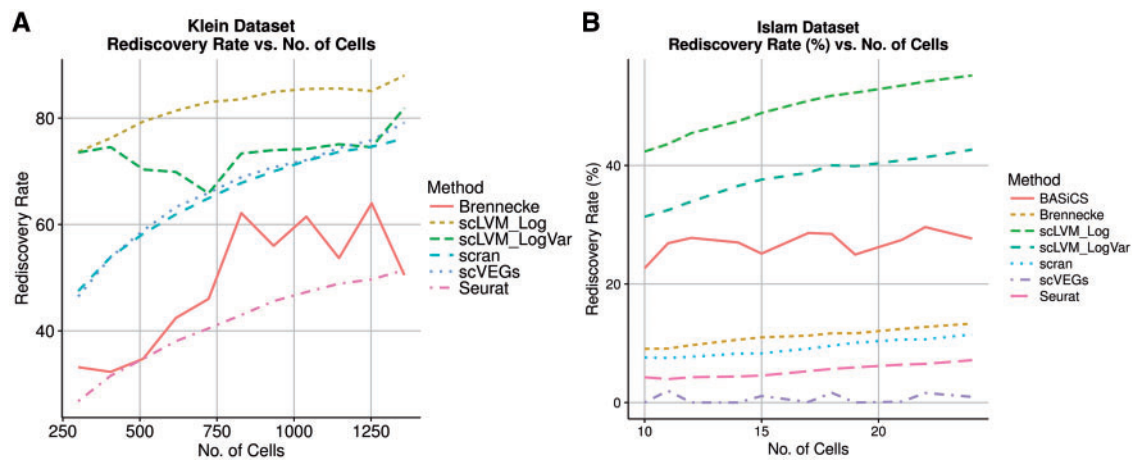 A
Klein Dataset
Rediscovery Rate vs. No. of Cells
Rediscovery Rate
80
60
40
250
500
750
1000
1250
No. of Cells
Method
Brennecke
scLVM_Log
scLVM_LogVar
scran
scVEGs
Seurat
B
Islam Dataset
Rediscovery Rate (%) vs. No. of Cells
Rediscovery Rate (%)
40
20
0
10
15
20
No. of Cells
Method
BASiCS
Brennecke
scLVM_Log
scLVM_LogVar
scran
scVEGs
Seurat